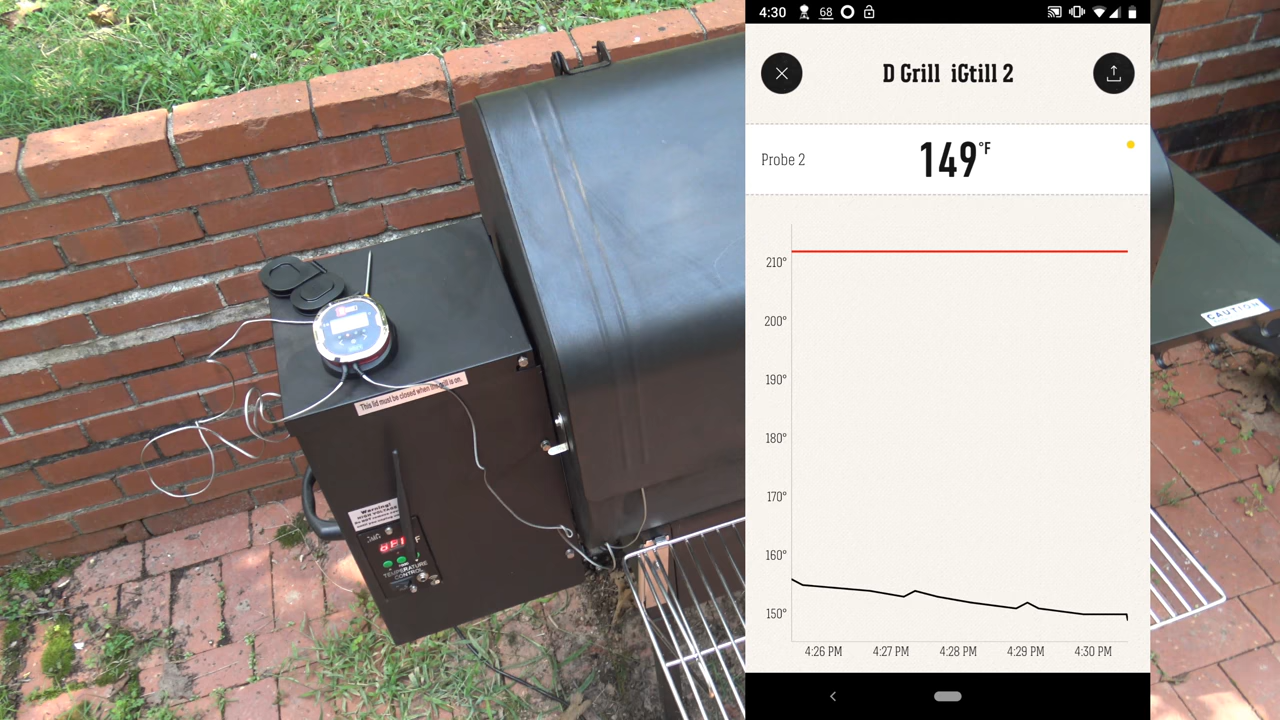 4:30
68
D Grill iGtill 2
Probe 2
149°F
210°
200°
190°
180°
170°
160°
150°
4:26 PM
4:27 PM
4:28 PM
4:29 PM
4:30 PM
CAUTION
This lid must be closed when the grill is on.
Warning!
HIGH VOLTAGE
F
TEMPERATURE
CONTROL